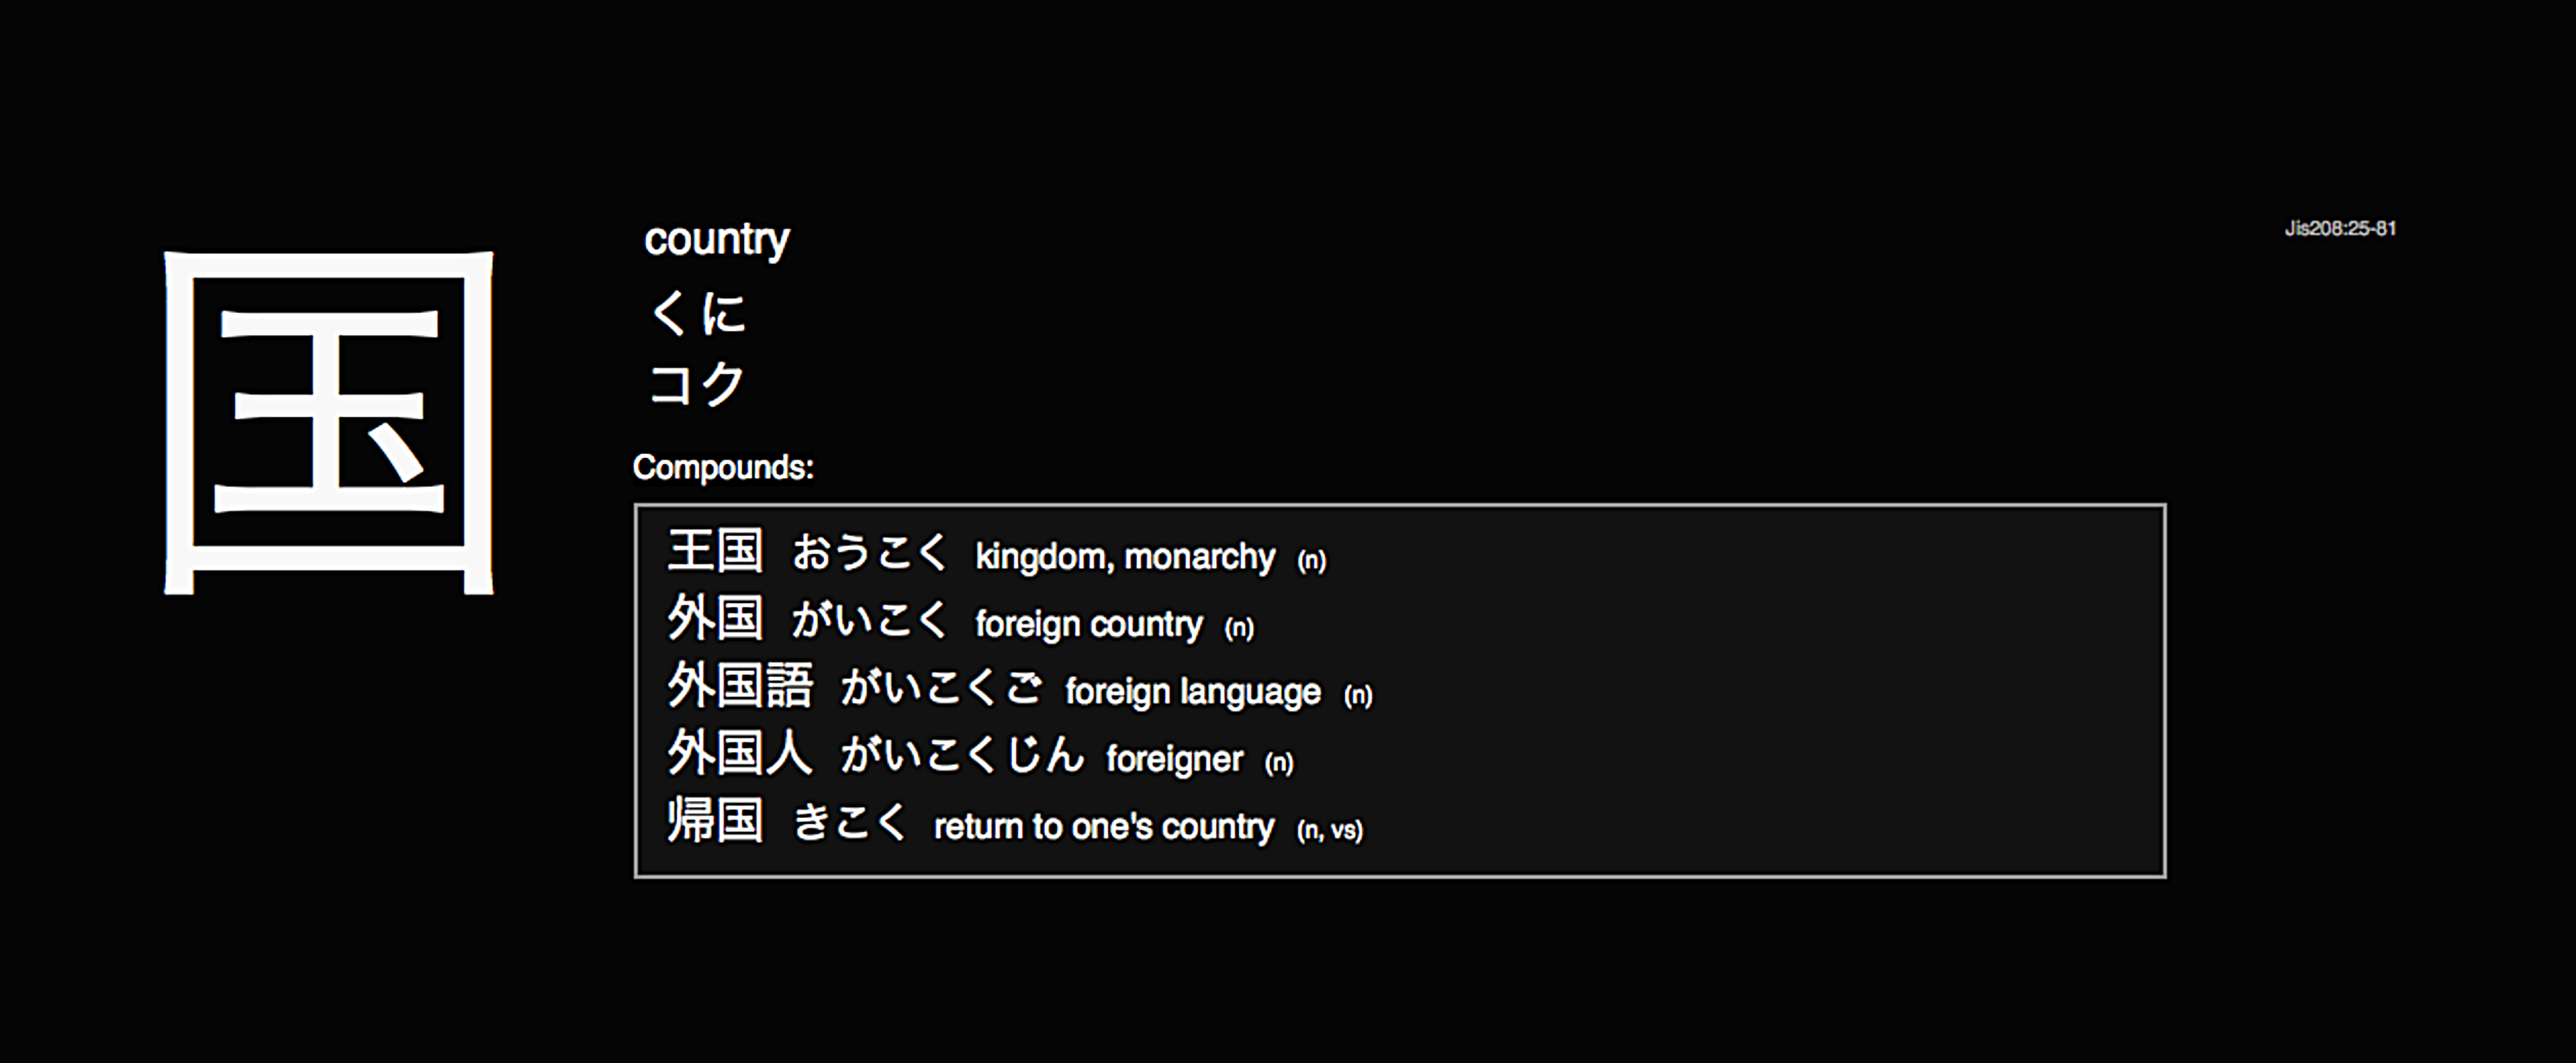 国
country
くに
コク
Jis208:25-81
Compounds:
王国 おうこく kingdom, monarchy (n)
外国 がいこく foreign country (n)
外国語 がいこくご foreign language (n)
外国人 がいこくじん foreigner (n)
帰国 きこく return to one's country (n, vs)